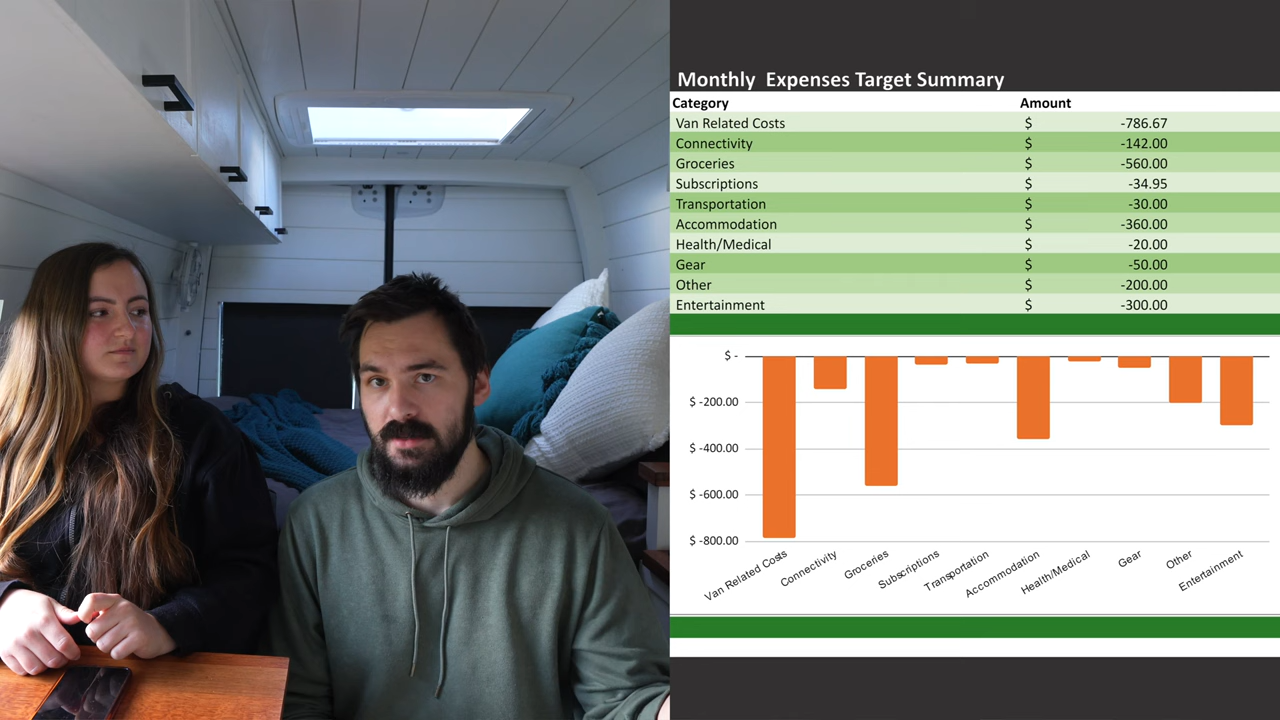 Monthly  Expenses Target Summary
Category Amount
Van Related Costs $ -786.67
Connectivity $ -142.00
Groceries $ -560.00
Subscriptions $ -34.95
Transportation $ -30.00
Accommodation $ -360.00
Health/Medical $ -20.00
Gear $ -50.00
Other $ -200.00
Entertainment $ -300.00
$ -
$ -200.00
$ -400.00
$ -600.00
$ -800.00
Van Related Costs
Connectivity
Groceries
Subscriptions
Transportation
Accommodation
Health/Medical
Gear
Other
Entertainment